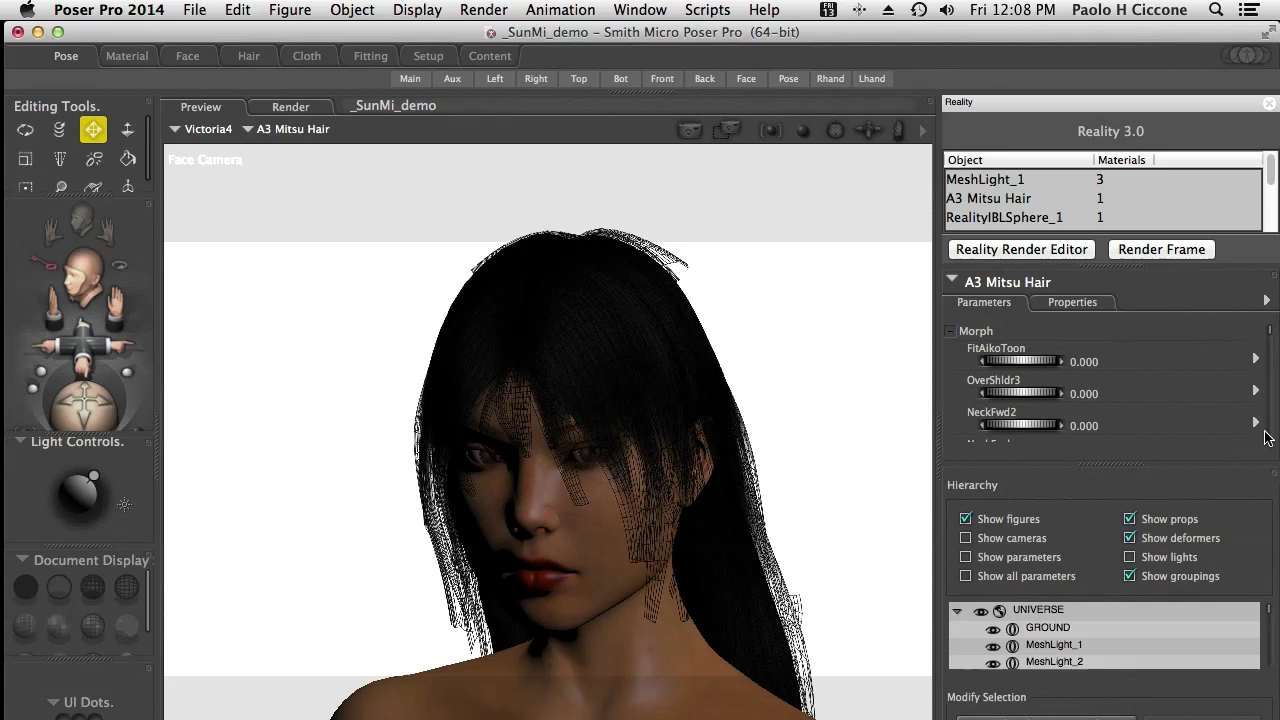 Poser Pro 2014 File Edit Figure Object Display Render Animation Window Scripts Help FRI 13 Fri 12:08 PM Paolo H Ciccone
_SunMi_demo – Smith Micro Poser Pro (64-bit)
Pose Material Face Hair Cloth Fitting Setup Content
Main Aux Left Right Top Bot Front Back Face Pose Rhand Lhand
Editing Tools.
Preview Render _SunMi_demo
Victoria4 A3 Mitsu Hair
Face Camera
Light Controls.
Document Display
UI Dots.
Reality
Reality 3.0
Object Materials
MeshLight_1 3
A3 Mitsu Hair 1
RealityIBLSphere_1 1
Reality Render Editor Render Frame
A3 Mitsu Hair
Parameters Properties
Morph
FitAikoToon
0.000
OverShldr3
0.000
NeckFwd2
0.000
Hierarchy
Show figures Show props
Show cameras Show deformers
Show parameters Show lights
Show all parameters Show groupings
UNIVERSE
GROUND
MeshLight_1
MeshLight_2
Modify Selection